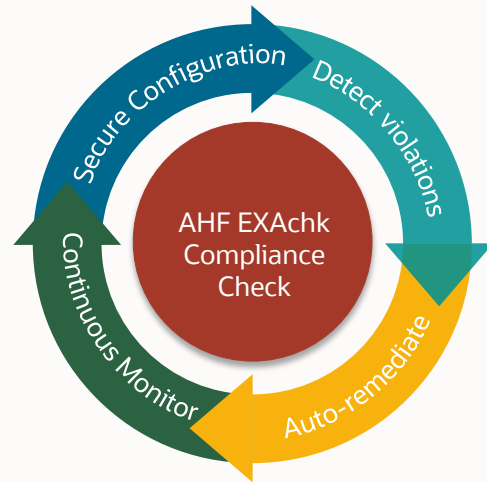 Secure Configuration
Detect violations
AHF EXAchk
Compliance
Check
Continuous Monitor
Auto-remediate